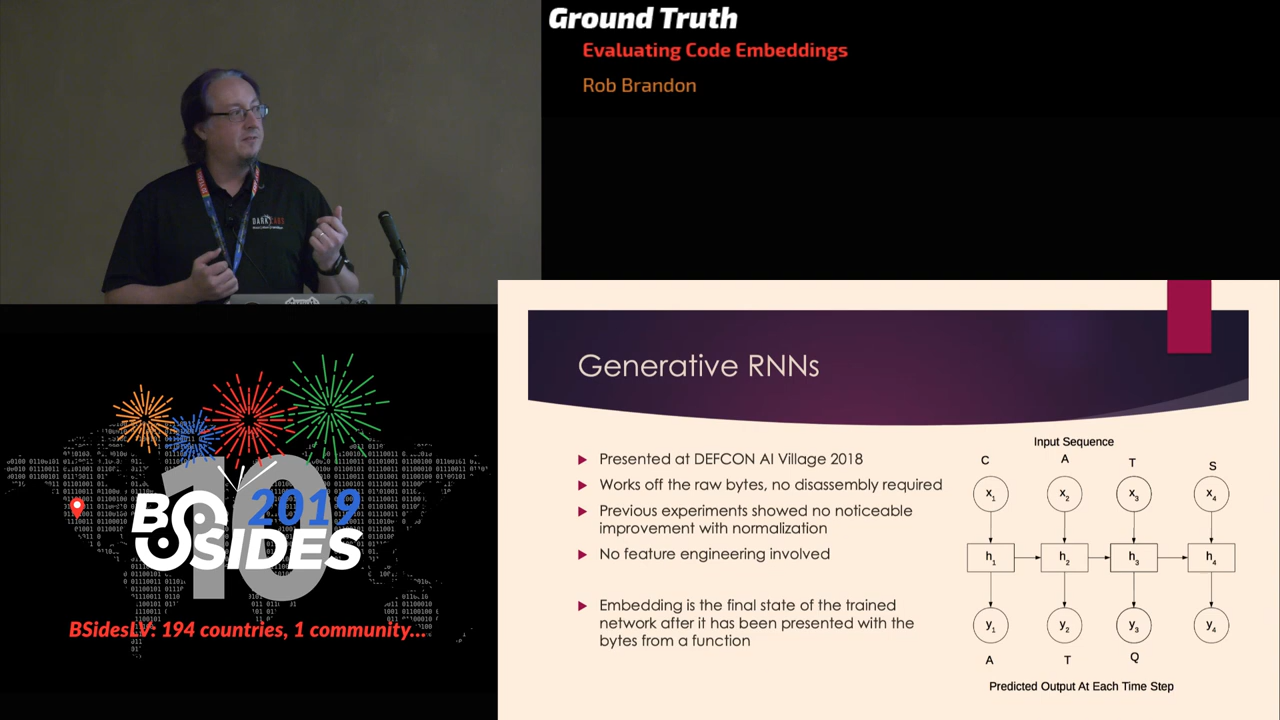 Ground Truth
Evaluating Code Embeddings
Rob Brandon
DARK LABS
Generative RNNs
Presented at DEFCON AI Village 2018
Works off the raw bytes, no disassembly required
Previous experiments showed no noticeable
improvement with normalization
No feature engineering involved
Embedding is the final state of the trained
network after it has been presented with the
bytes from a function
Input Sequence
C A T S
x1 x2 x3 x4
h1 h2 h3 h4
y1 y2 y3 y4
A T Q
Predicted Output At Each Time Step
10
2019
BSIDES
BSidesLV: 194 countries, 1 community...